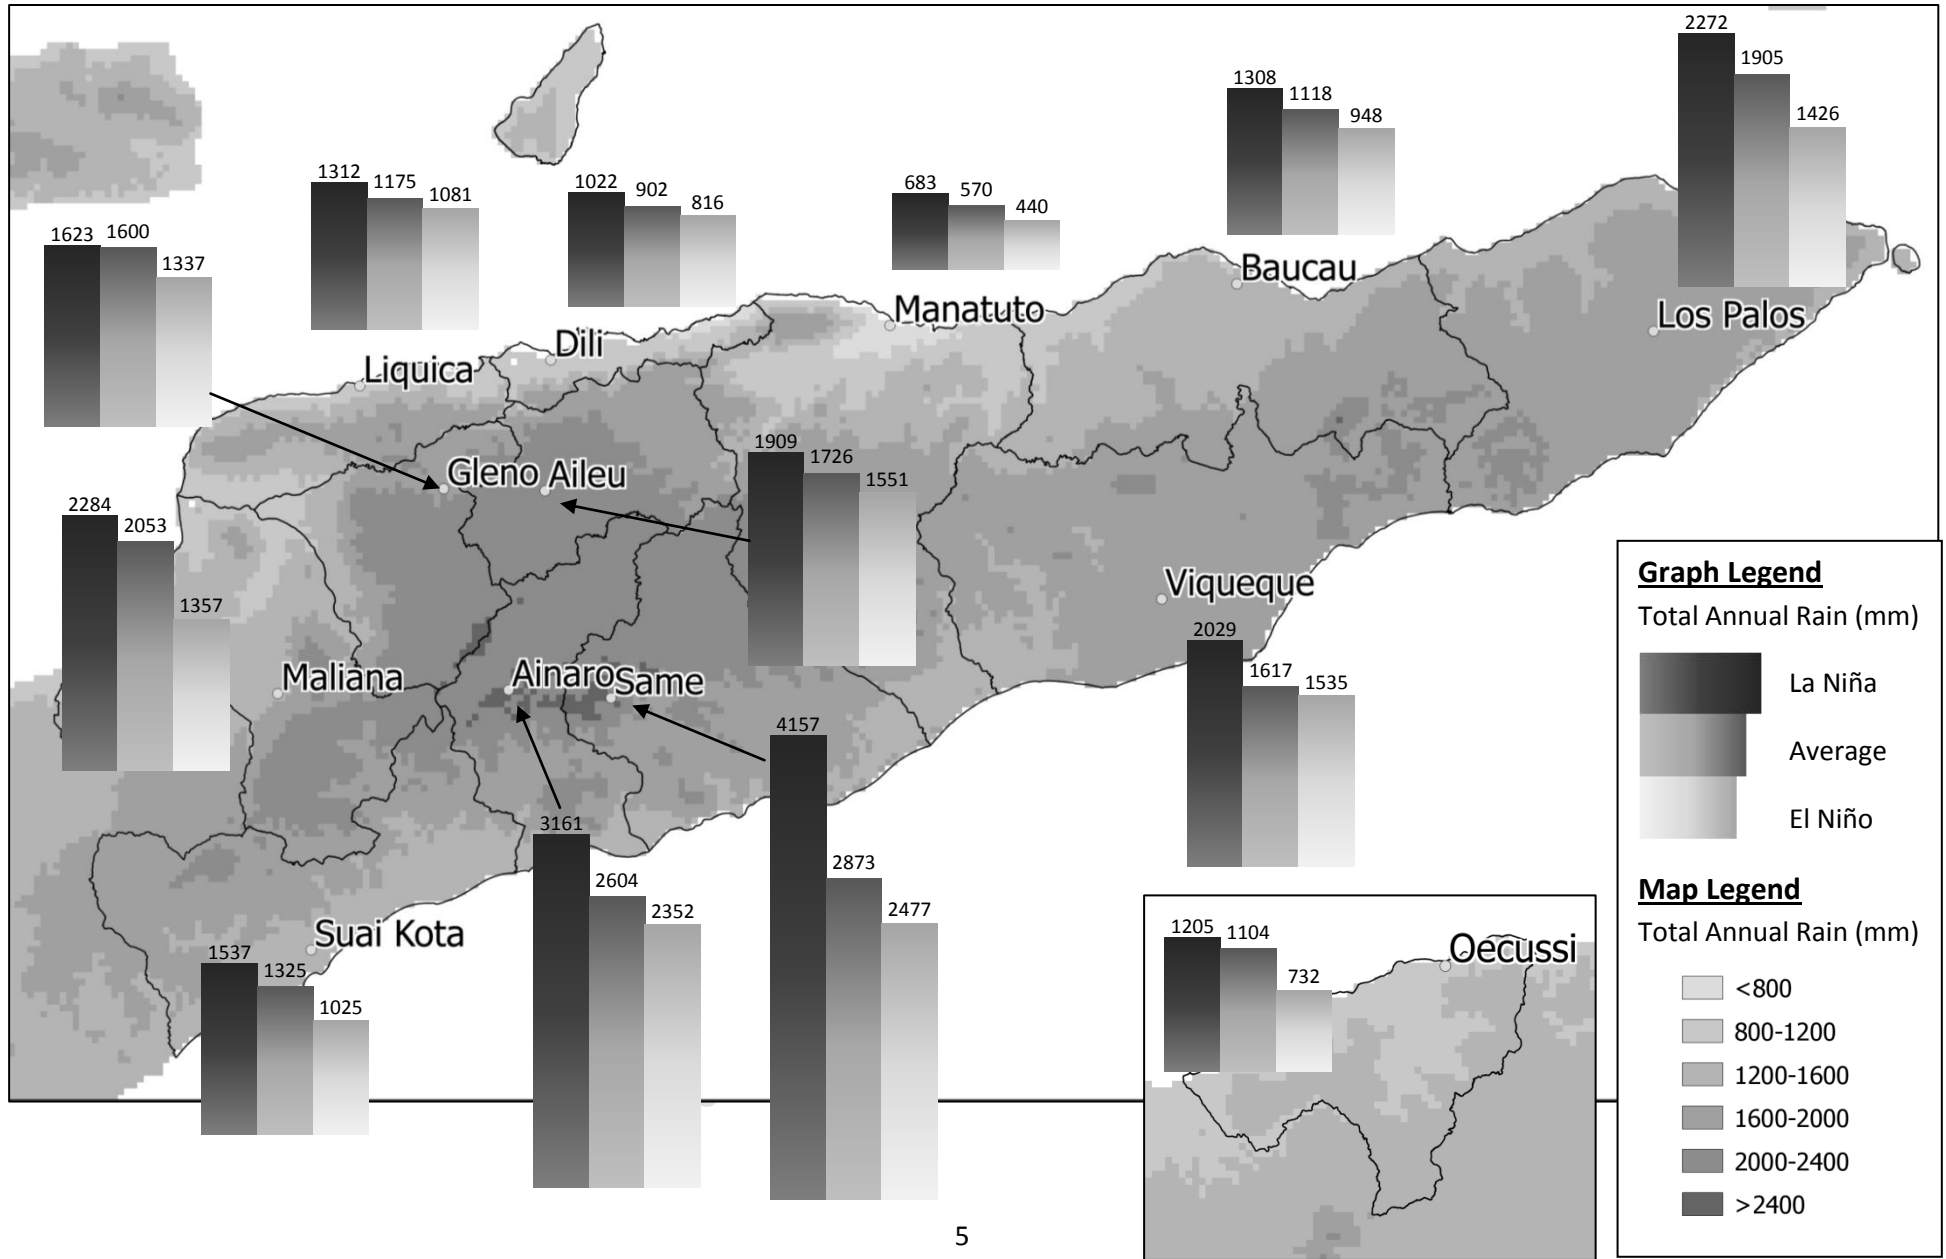 2272
1905
1426
1308
1118
948
1312
1175
1081
1022
902
816
683
570
440
1623
1600
1337
Baucau
Manatuto
Los Palos
Dili
Liquica
1909
1726
1551
Gleno
Aileu
2284
2053
1357
Viqueque
2029
1617
1535
Maliana
Ainaro
Same
4157
2873
2477
3161
2604
2352
Suai Kota
1537
1325
1025
1205
1104
732
Oecussi
Graph Legend
Total Annual Rain (mm)
La Niña
Average
El Niño
Map Legend
Total Annual Rain (mm)
<800
800-1200
1200-1600
1600-2000
2000-2400
>2400
5